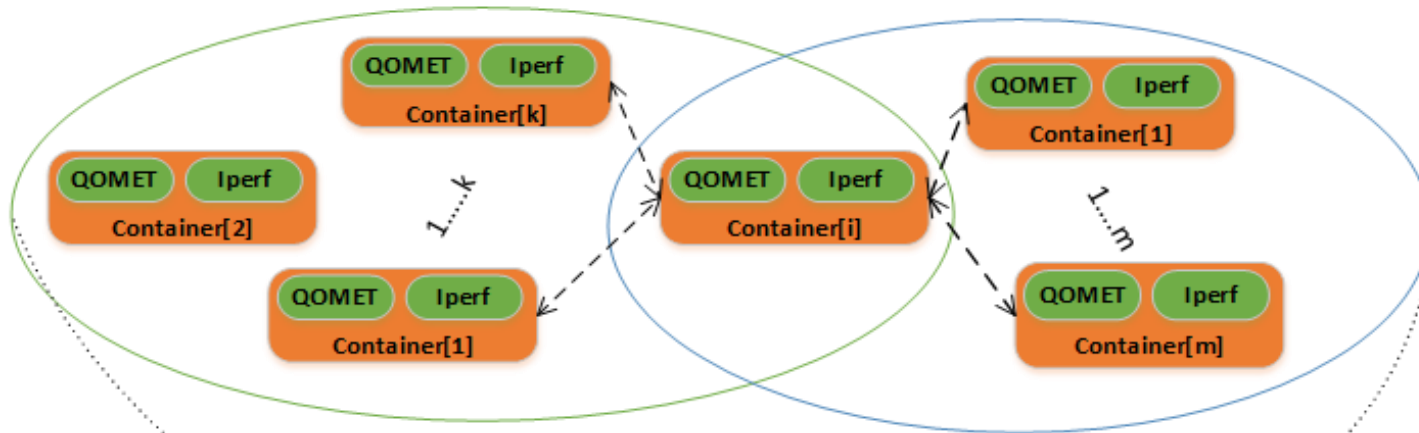 QOMET Iperf
Container[k]
QOMET Iperf
Container[2]
1.....k
QOMET Iperf
Container[1]
QOMET Iperf
Container[i]
QOMET Iperf
Container[1]
1....m
QOMET Iperf
Container[m]